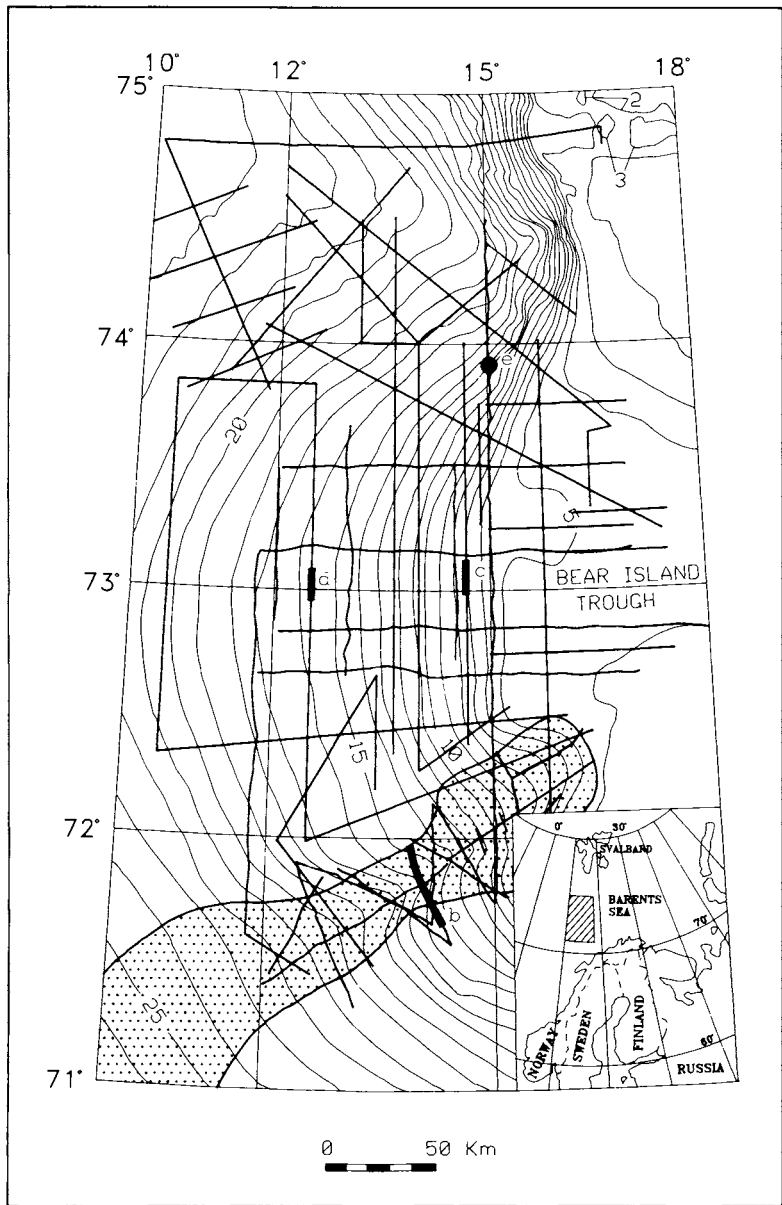 10° 12° 15° 18°
75°
2
3
74°
e
20
5
73°
d
c
BEAR ISLAND
TROUGH
15
10
72°
b
25
71°
0° 30°
SVALBARD
BARENTS
SEA
70°
NORWAY
SWEDEN
FINLAND
60°
RUSSIA
0 50 Km